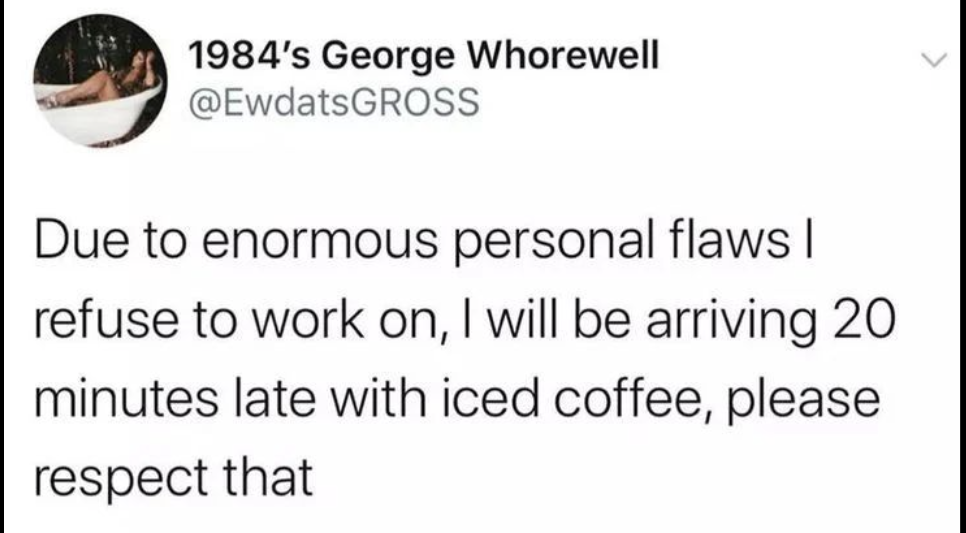 1984’s George Whorewell
@EwdatsGROSS
Due to enormous personal flaws I
refuse to work on, I will be arriving 20
minutes late with iced coffee, please
respect that